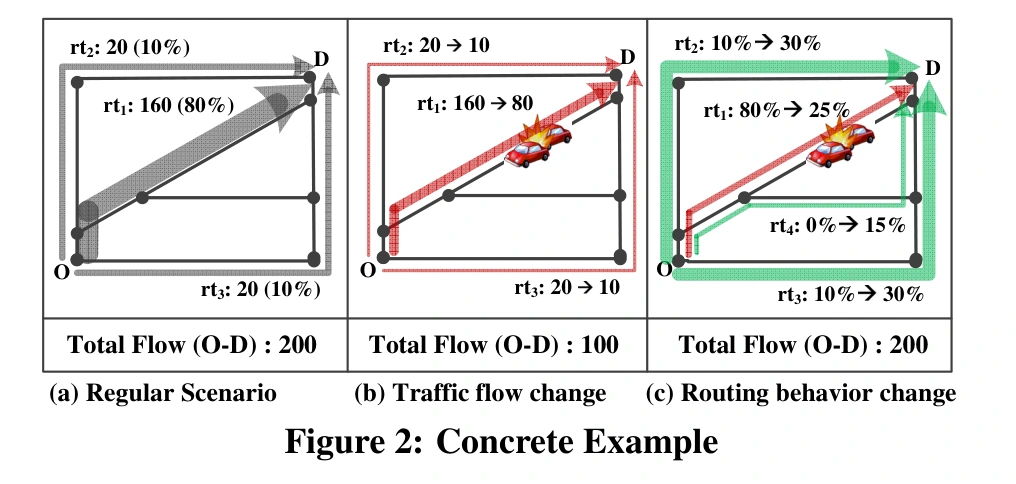 rt₂: 20 (10%)
D
rt₁: 160 (80%)
O
rt₃: 20 (10%)
Total Flow (O-D) : 200
(a) Regular Scenario
rt₂: 20 → 10
D
rt₁: 160 → 80
O
rt₃: 20 → 10
Total Flow (O-D) : 100
(b) Traffic flow change
rt₂: 10%→ 30%
D
rt₁: 80%→ 25%
rt₄: 0%→ 15%
O
rt₃: 10%→ 30%
Total Flow (O-D) : 200
(c) Routing behavior change
Figure 2: Concrete Example